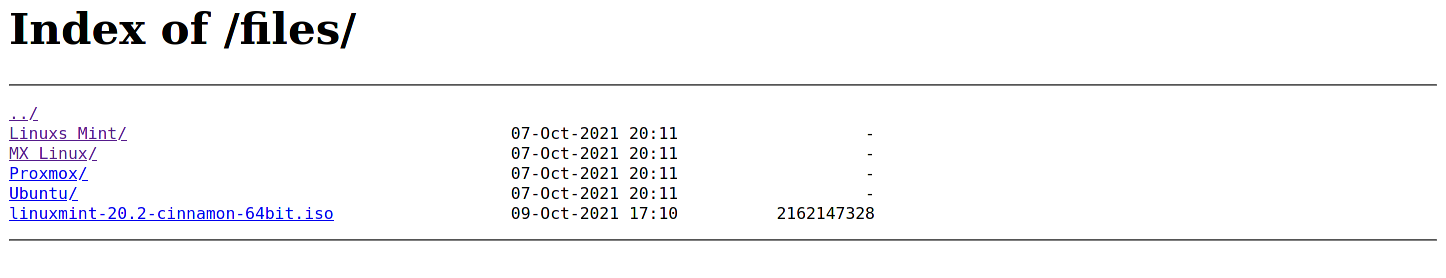 Index of /files/
../
Linuxs Mint/ 07-Oct-2021 20:11 -
MX Linux/ 07-Oct-2021 20:11 -
Proxmox/ 07-Oct-2021 20:11 -
Ubuntu/ 07-Oct-2021 20:11 -
linuxmint-20.2-cinnamon-64bit.iso 09-Oct-2021 17:10 2162147328